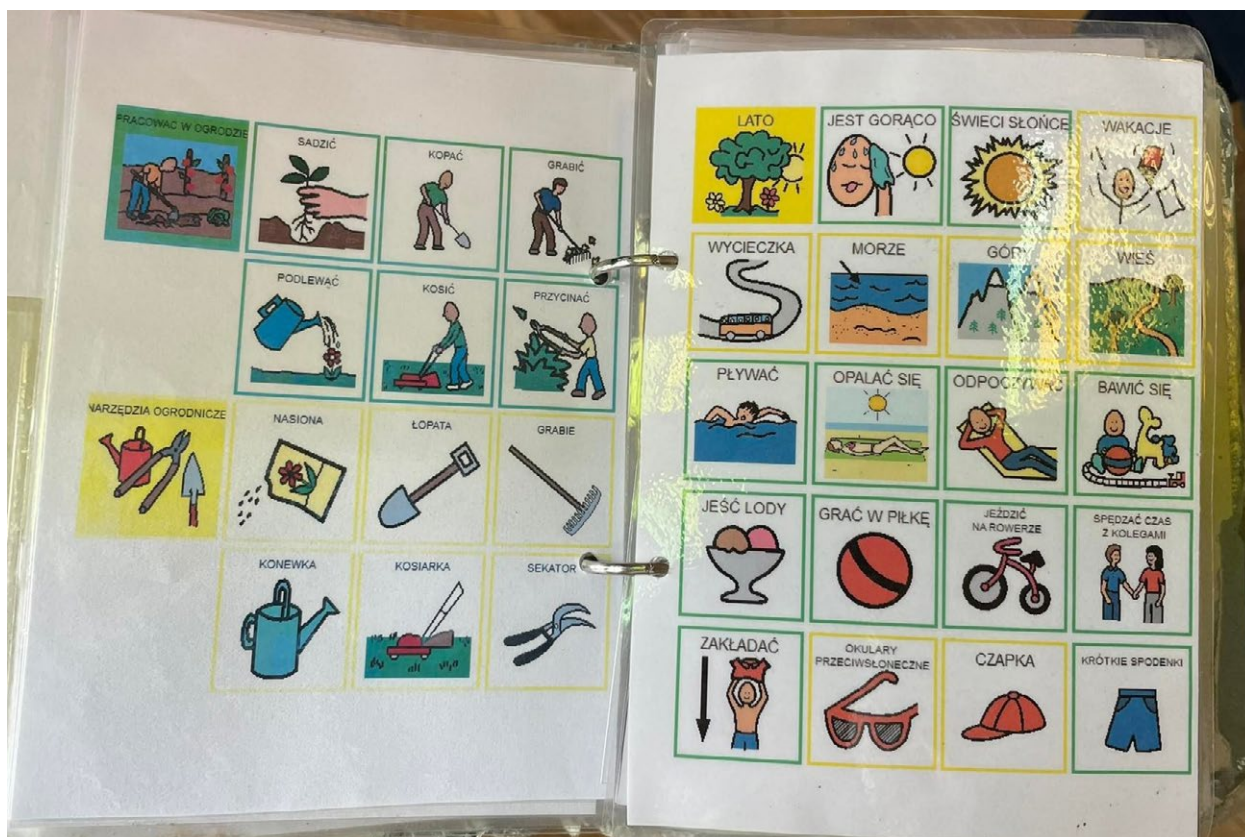 PRACOWAĆ W OGRODZIE
SADZIĆ
KOPAĆ
GRABIĆ
PODLEWAĆ
KOSIĆ
PRZYCINAĆ
NARZĘDZIA OGRODNICZE
NASIONA
ŁOPATA
GRABIE
KONEWKA
KOSIARKA
SEKATOR
LATO
JEST GORĄCO
ŚWIECI SŁOŃCE
WAKACJE
WYCIECZKA
MORZE
GÓRY
WIEŚ
PŁYWAĆ
OPALAĆ SIĘ
ODPOCZYWAĆ
BAWIĆ SIĘ
JEŚĆ LODY
GRAĆ W PIŁKĘ
JEŹDZIĆ
NA ROWERZE
SPĘDZAĆ CZAS
Z KOLEGAMI
ZAKŁADAĆ
OKULARY
PRZECIWSŁONECZNE
CZAPKA
KRÓTKIE SPODENKI